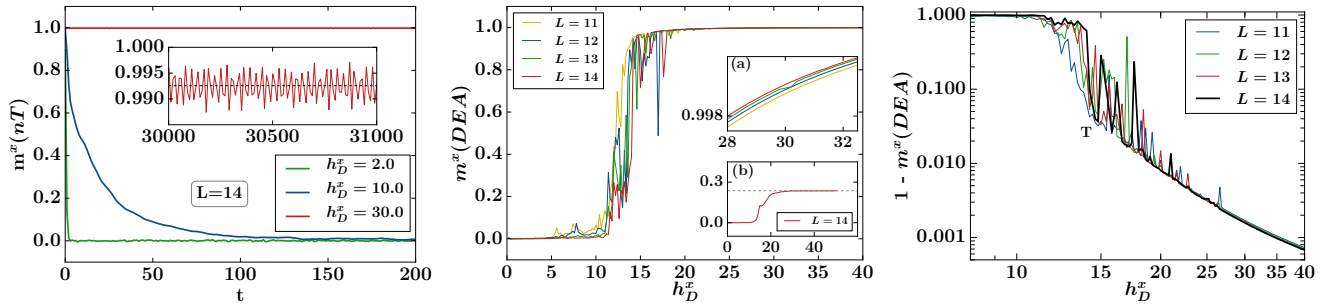 m^x(nT)
1.0
0.8
0.6
0.4
0.2
0.0
1.000
0.995
0.990
30000 30500 31000
L=14
h_D^x = 2.0
h_D^x = 10.0
h_D^x = 30.0
0 50 100 150 200
t
m^x(DEA)
1.0
0.8
0.6
0.4
0.2
0.0
L = 11
L = 12
L = 13
L = 14
(a)
0.998
28 30 32
(b)
0.3
0.0
L = 14
0 20 40 60
0 5 10 15 20 25 30 35 40
h_D^x
1 - m^x(DEA)
1.000
0.100
0.010
0.001
L = 11
L = 12
L = 13
L = 14
T
10 15 20 25 30 35 40
h_D^x